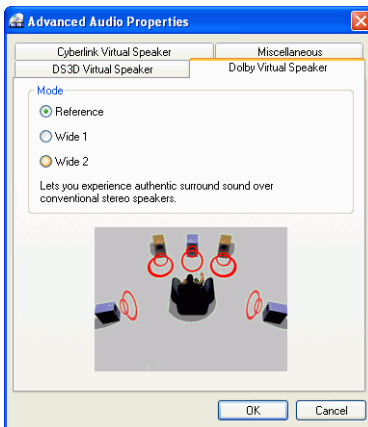 Advanced Audio Properties
Cyberlink Virtual Speaker
Miscellaneous
DS3D Virtual Speaker
Dolby Virtual Speaker
Mode
Reference
Wide 1
Wide 2
Lets you experience authentic surround sound over
conventional stereo speakers.
OK
Cancel